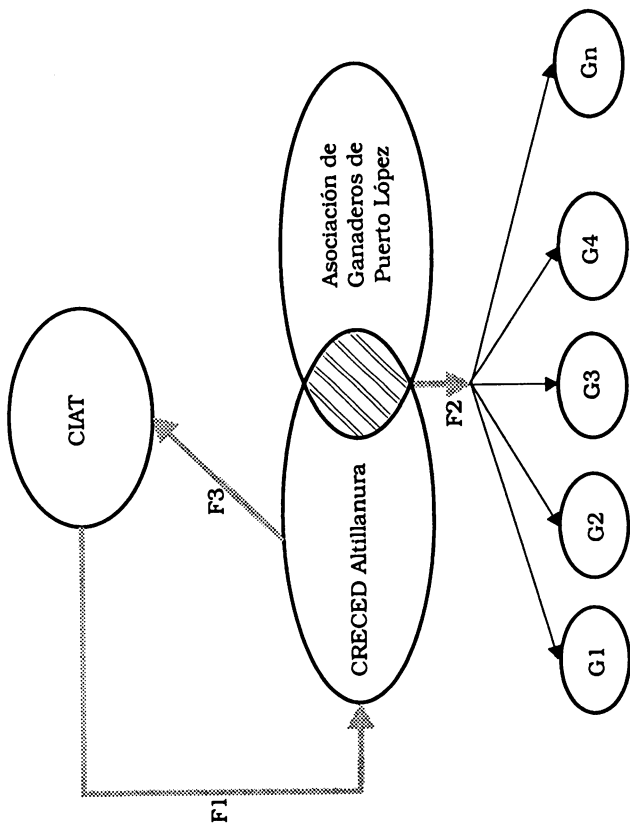 CIAT
F1
F3
CRECED Altillanura
Asociación de
Ganaderos de
Puerto López
F2
G1
G2
G3
G4
Gn